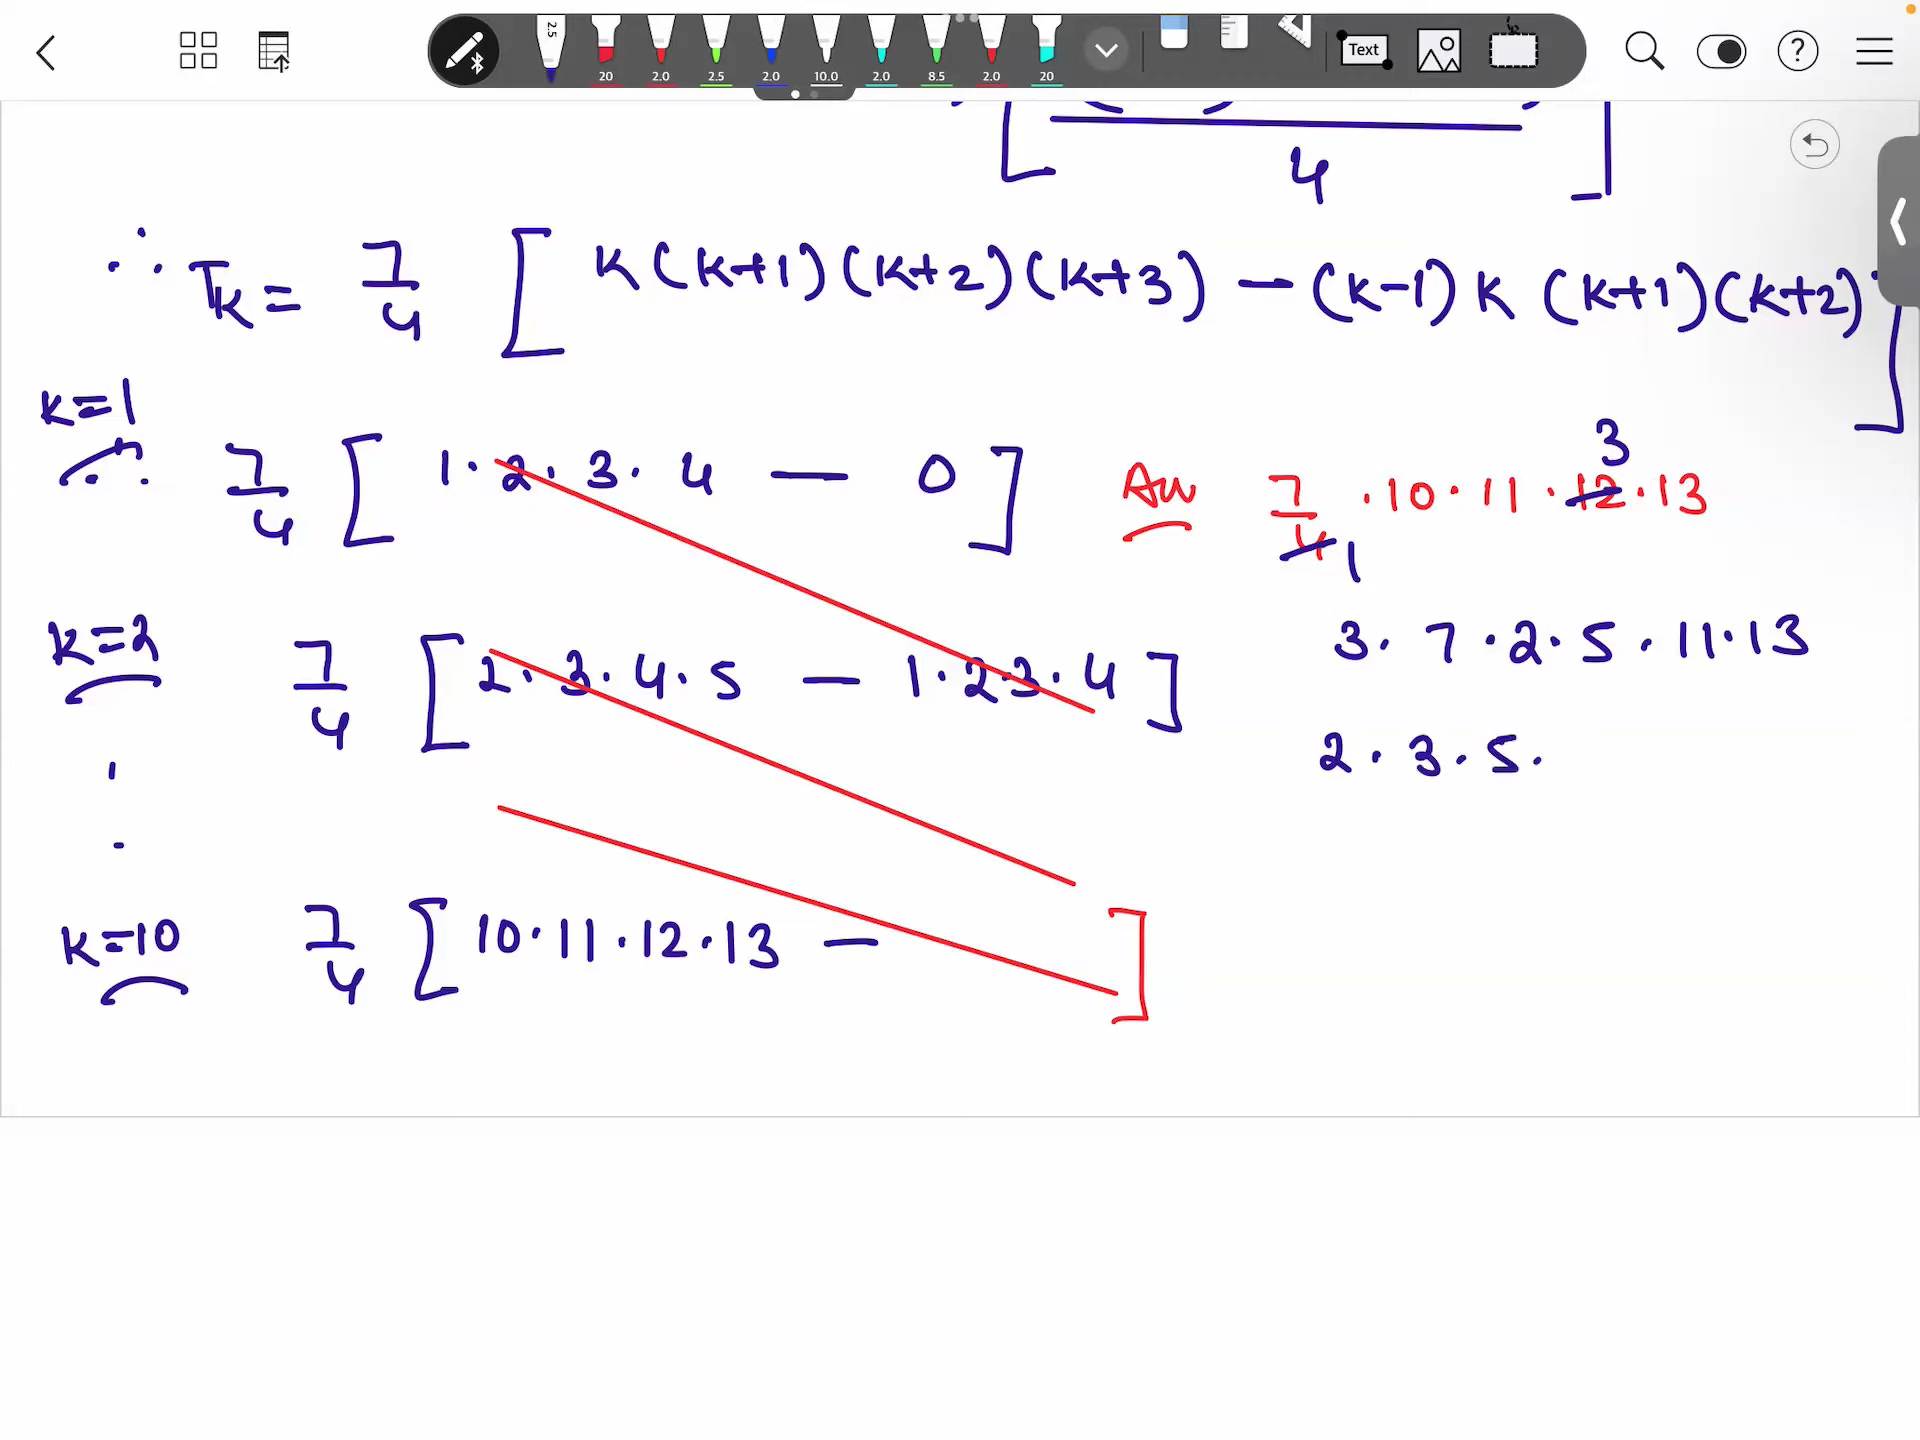 2.5 20 2.0 2.5 2.0 10.0 2.0 8.5 2.0 20 Text
4
∴ Tk = 7/4 [ k(k+1)(k+2)(k+3) — (k-1) k (k+1)(k+2) ]
k=1
7/4 [ 1·2·3·4 — 0 ]
Au 7/4 ·10·11·12·13
3
1
k=2 7/4 [ 2·3·4·5 — 1·2·3·4 ]
3·7·2·5·11·13
2·3·5·
k=10 7/4 [ 10·11·12·13 — ]